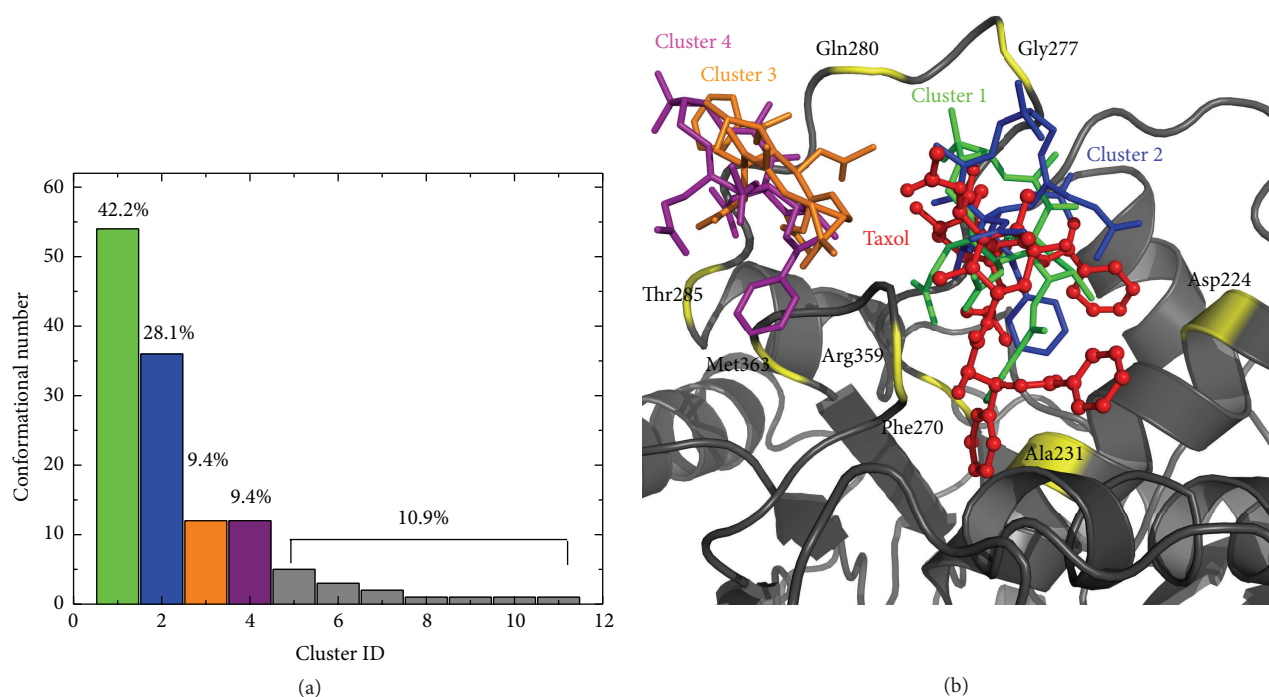 Conformational number
60
50
40
30
20
10
0
42.2%
28.1%
9.4%
9.4%
10.9%
0 2 4 6 8 10 12
Cluster ID
(a)
Cluster 4
Cluster 3
Gln280
Gly277
Cluster 1
Cluster 2
Taxol
Asp224
Thr285
Met363
Arg359
Phe270
Ala231
(b)